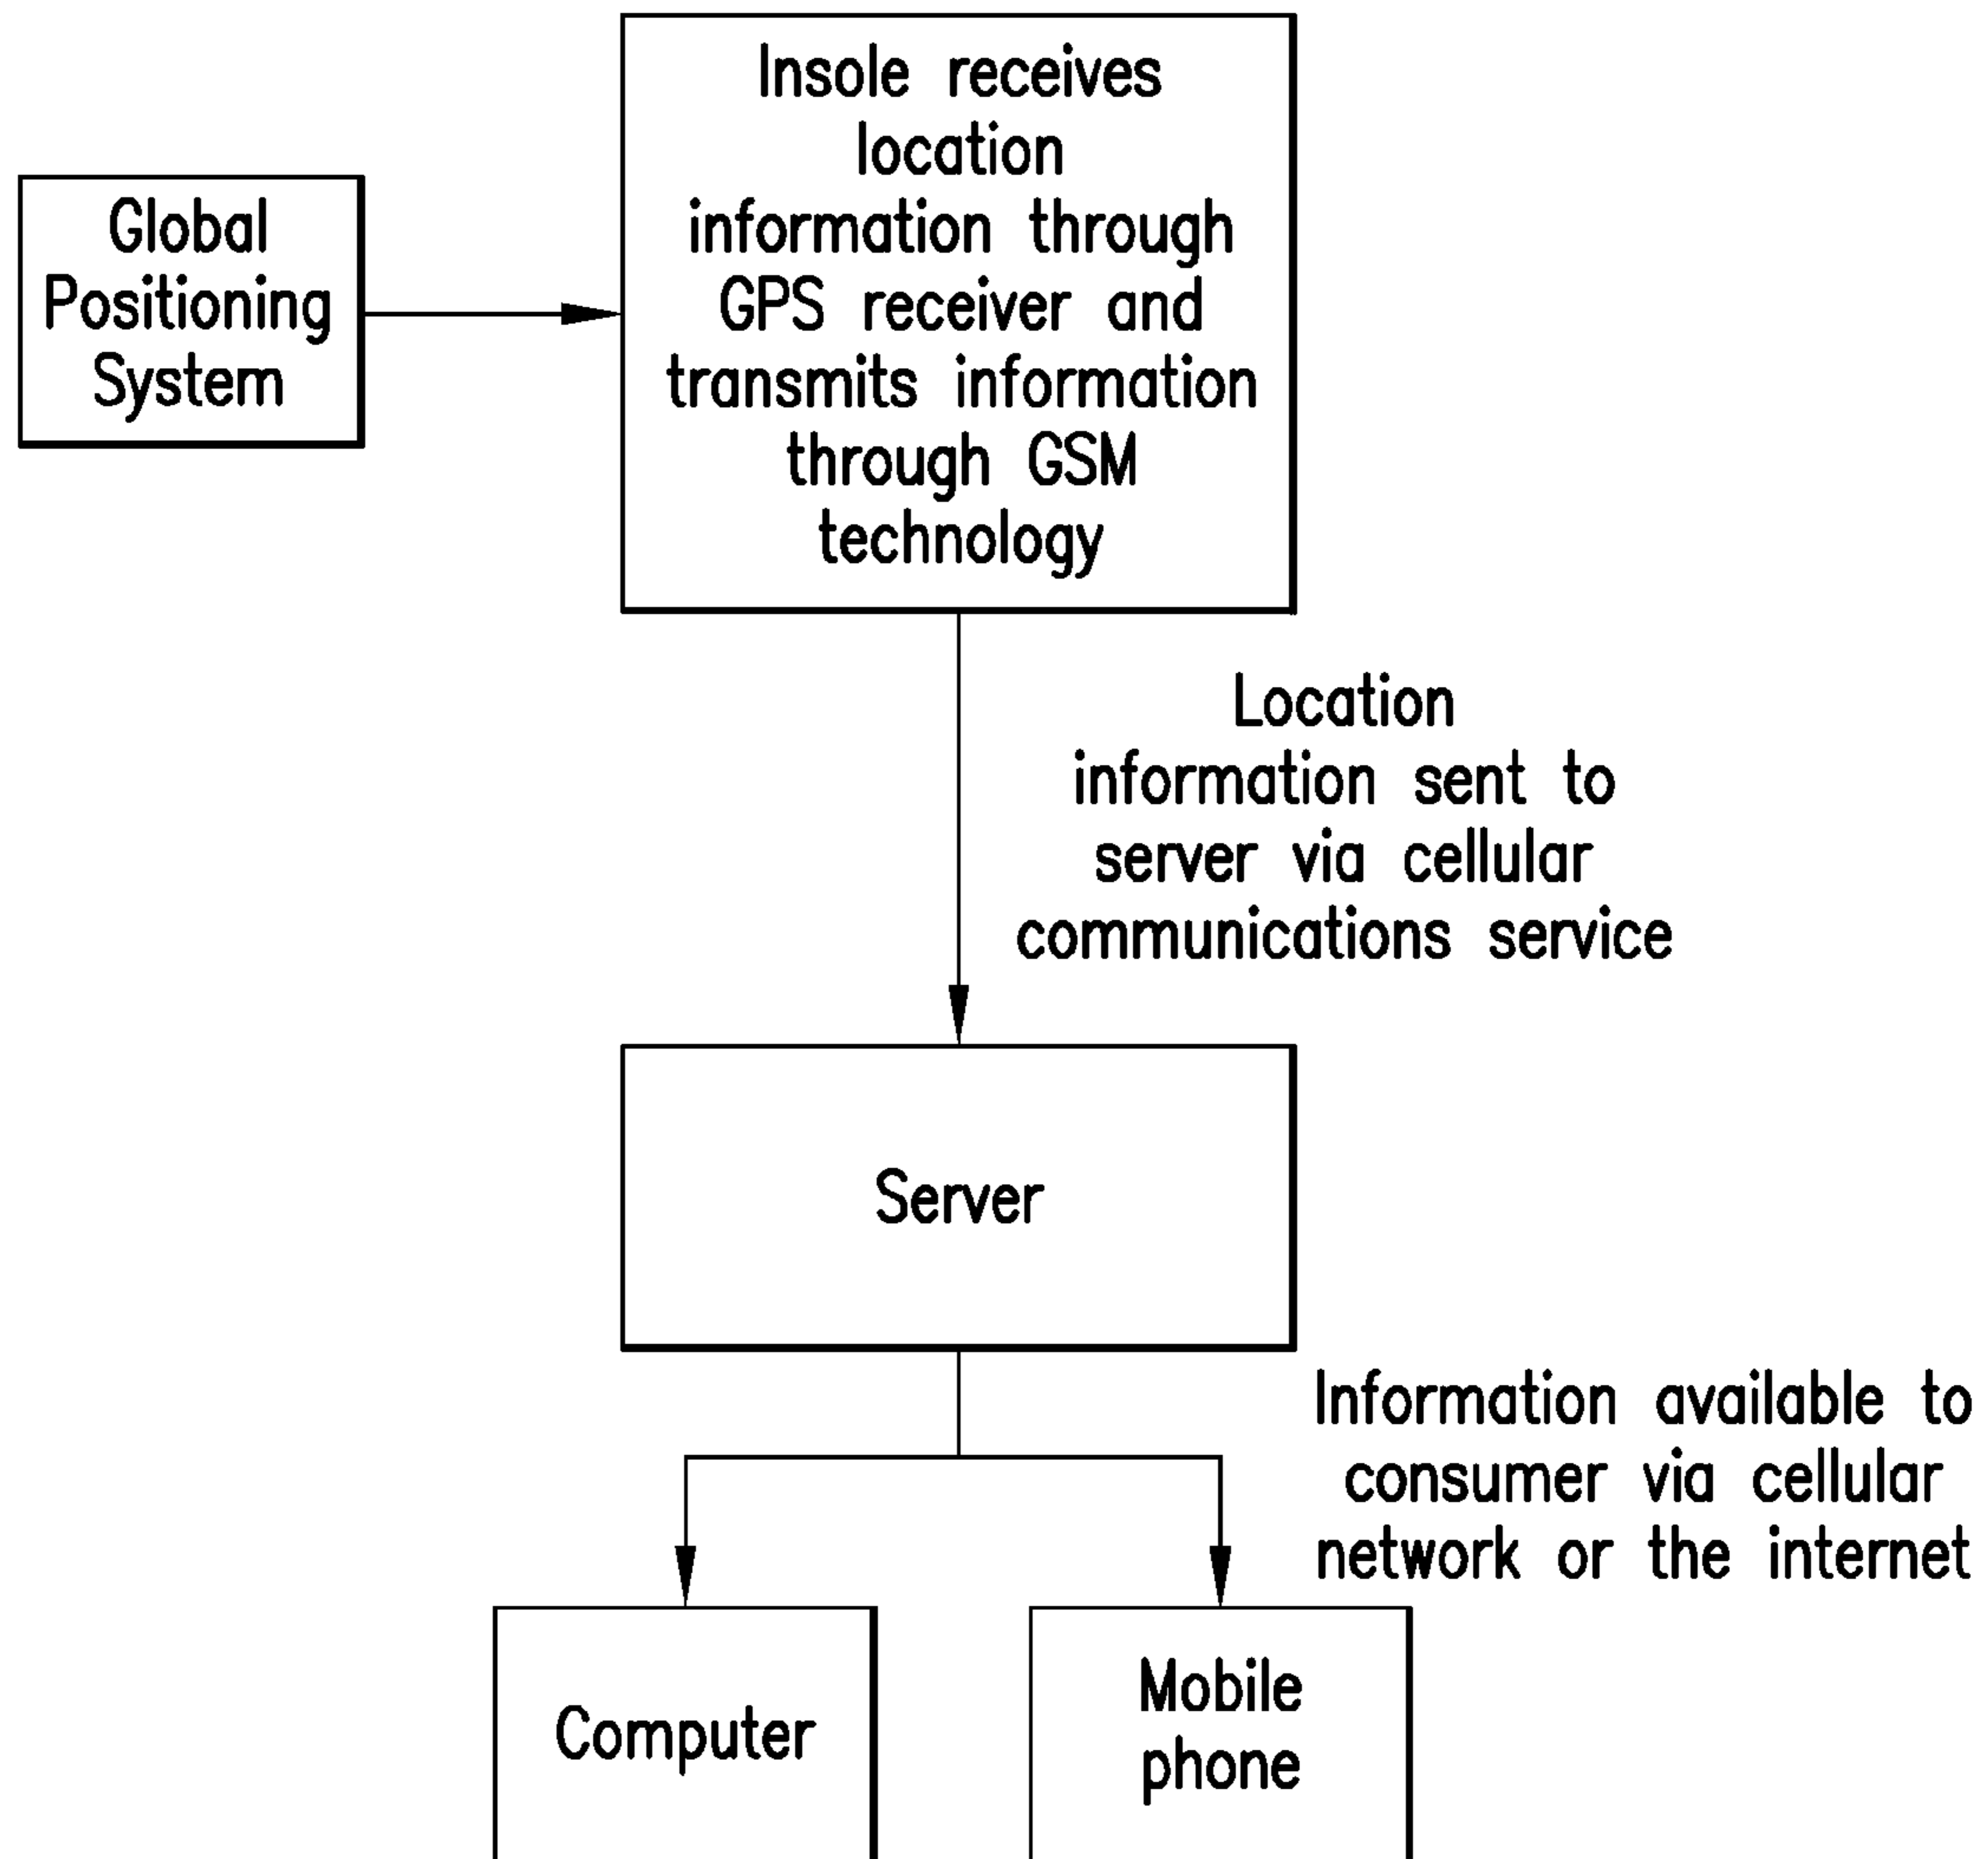 Insole receives
location
information through
GPS receiver and
transmits information
through GSM
technology
Global
Positioning
System
Location
information sent to
server via cellular
communications service
Server
Information available to
consumer via cellular
network or the internet
Computer
Mobile
phone